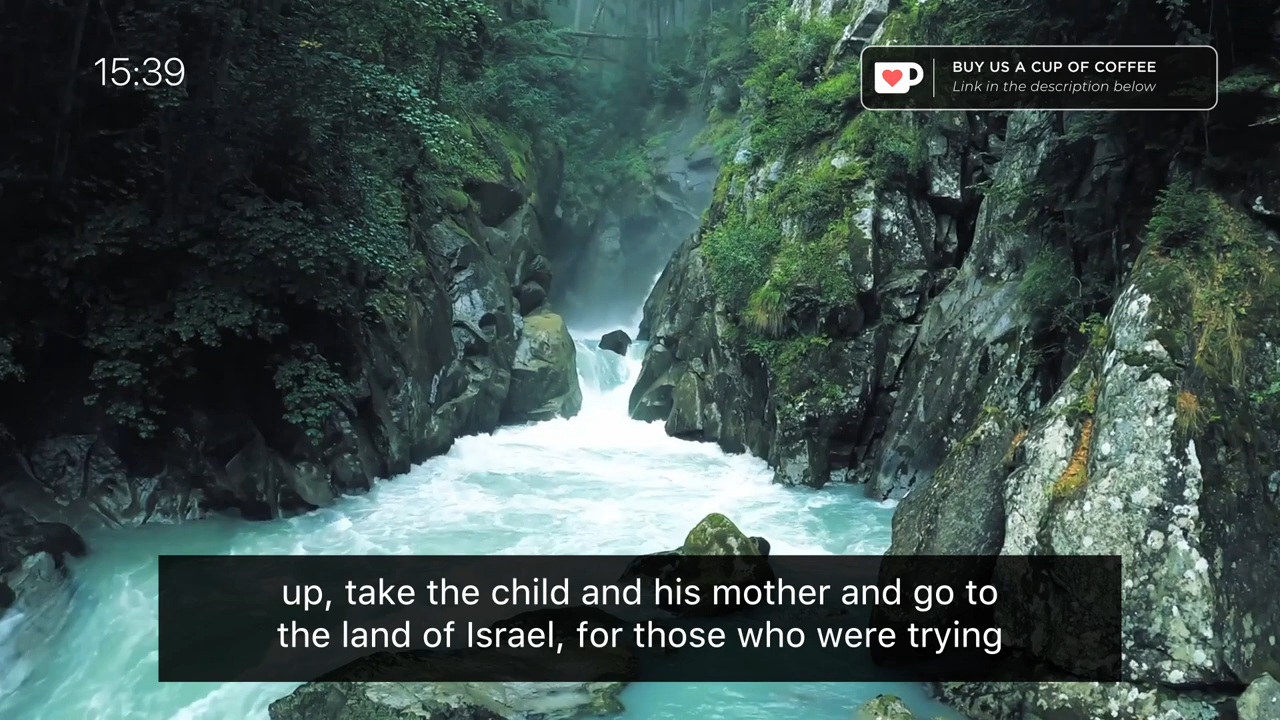 15:39
BUY US A CUP OF COFFEE
Link in the description below
up, take the child and his mother and go to
the land of Israel, for those who were trying